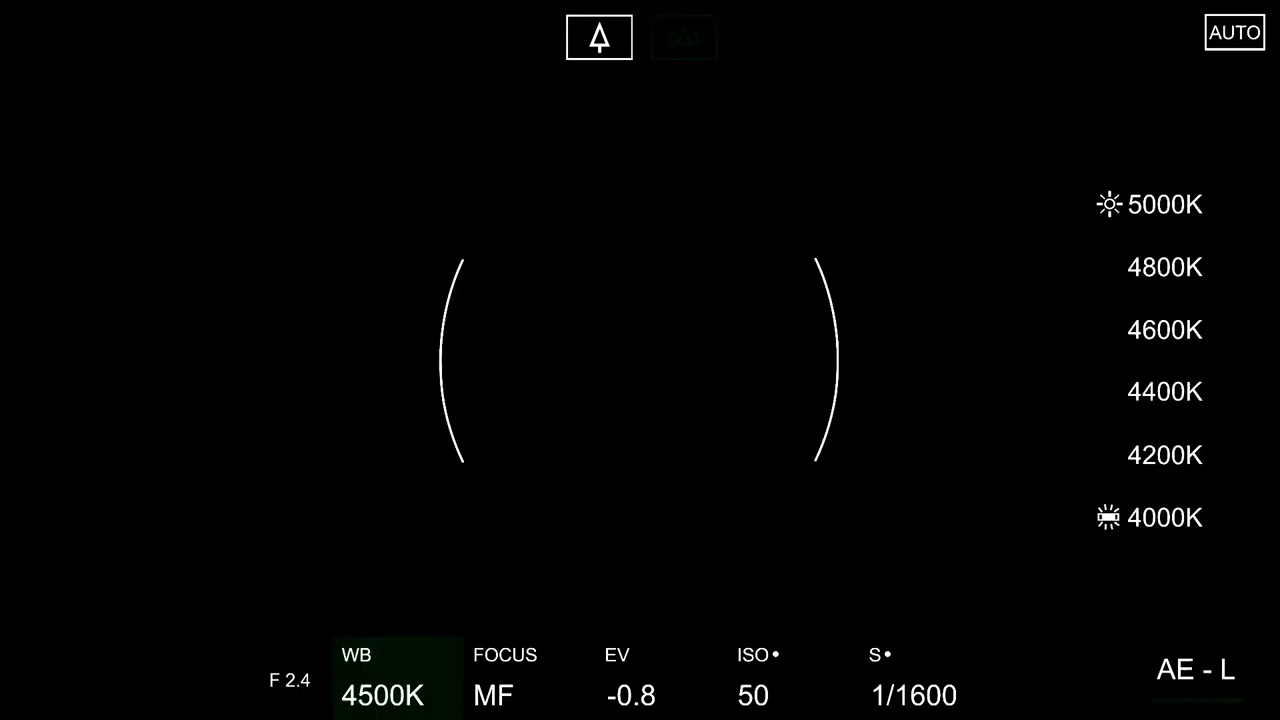 AUTO
5000K
4800K
4600K
4400K
4200K
4000K
WB
FOCUS
EV
ISO•
S•
F 2.4
4500K
MF
-0.8
50
1/1600
AE - L